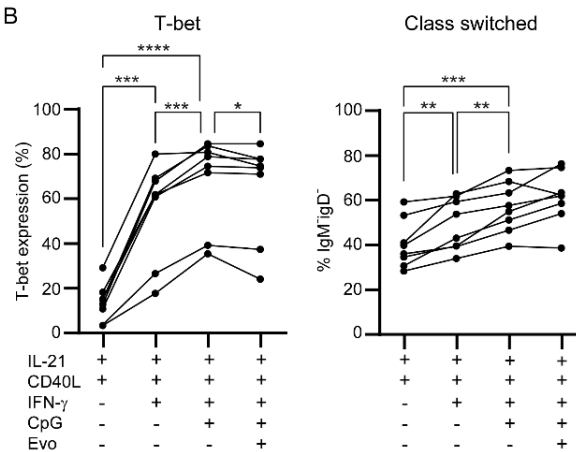 B
T-bet
Class switched
****
***
***
*
***
**
**
T-bet expression (%)
100
80
60
40
20
0
% IgM⁻igD⁻
100
80
60
40
20
0
IL-21 + + + + + + + +
CD40L + + + + + + + +
IFN-γ - + + + - + + +
CpG - - + + - - + +
Evo - - - + - - - +